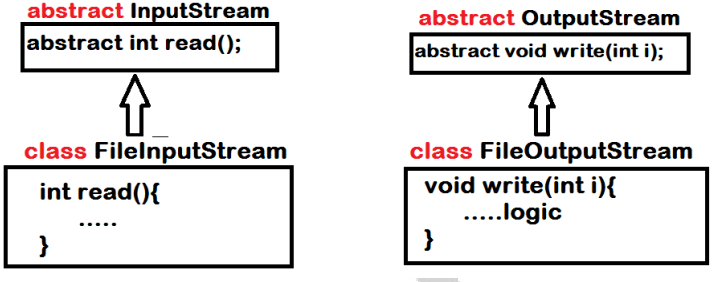 abstract InputStream
abstract int read();
class FileInputStream
int read(){
.....
}
abstract OutputStream
abstract void write(int i);
class FileOutputStream
void write(int i){
.....logic
}